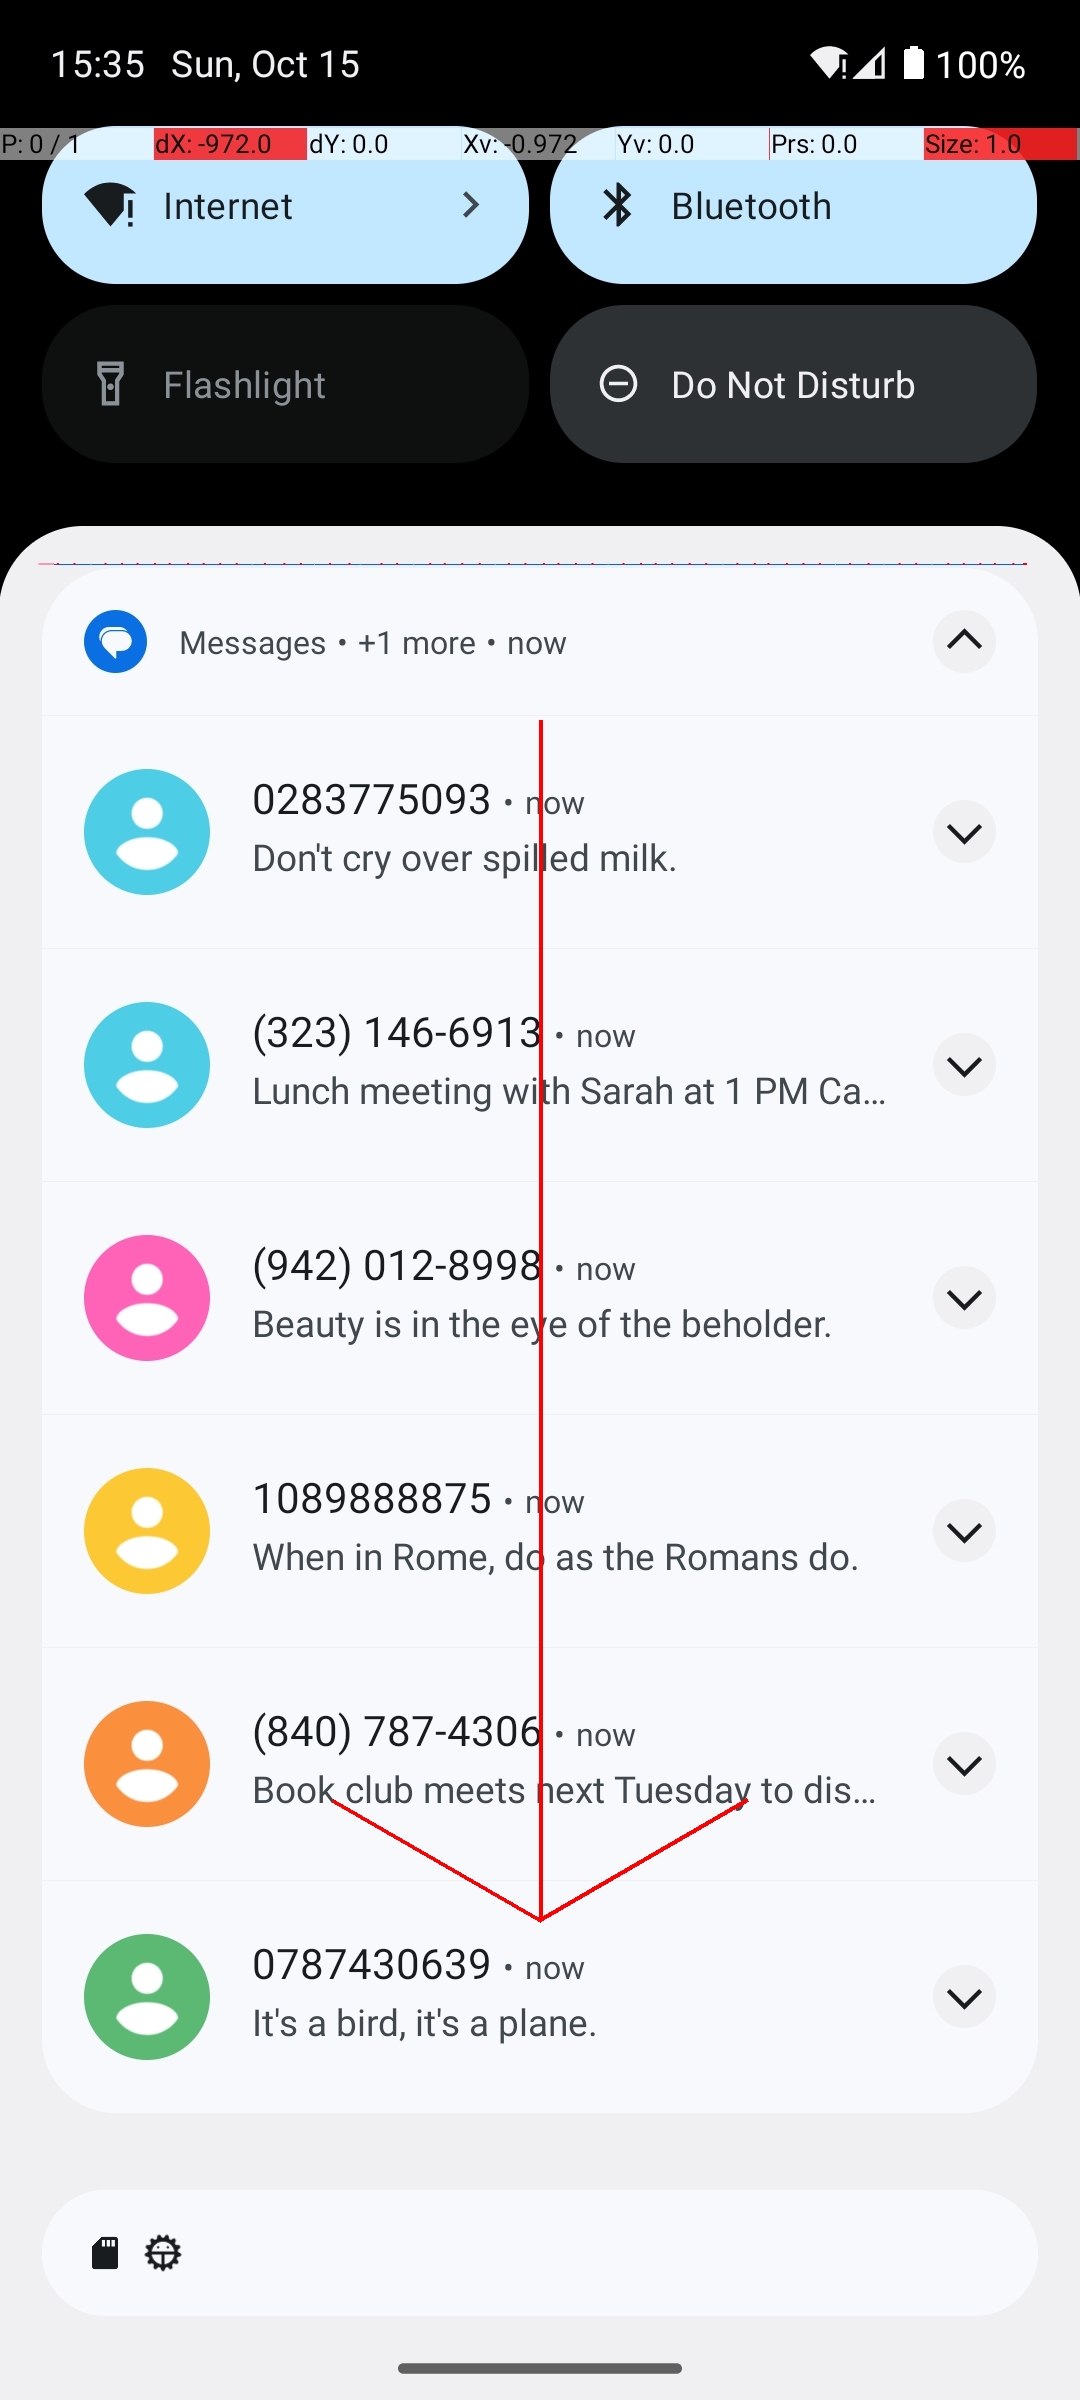 15:35 Sun, Oct 15 100%
P: 0 / 1 dX: -972.0 dY: 0.0 Xv: -0.972 Yv: 0.0 Prs: 0.0 Size: 1.0
Internet
Bluetooth
Flashlight
Do Not Disturb
Messages • +1 more • now
0283775093 • now
Don't cry over spilled milk.
(323) 146-6913 • now
Lunch meeting with Sarah at 1 PM Ca...
(942) 012-8998 • now
Beauty is in the eye of the beholder.
1089888875 • now
When in Rome, do as the Romans do.
(840) 787-4306 • now
Book club meets next Tuesday to dis...
0787430639 • now
It's a bird, it's a plane.